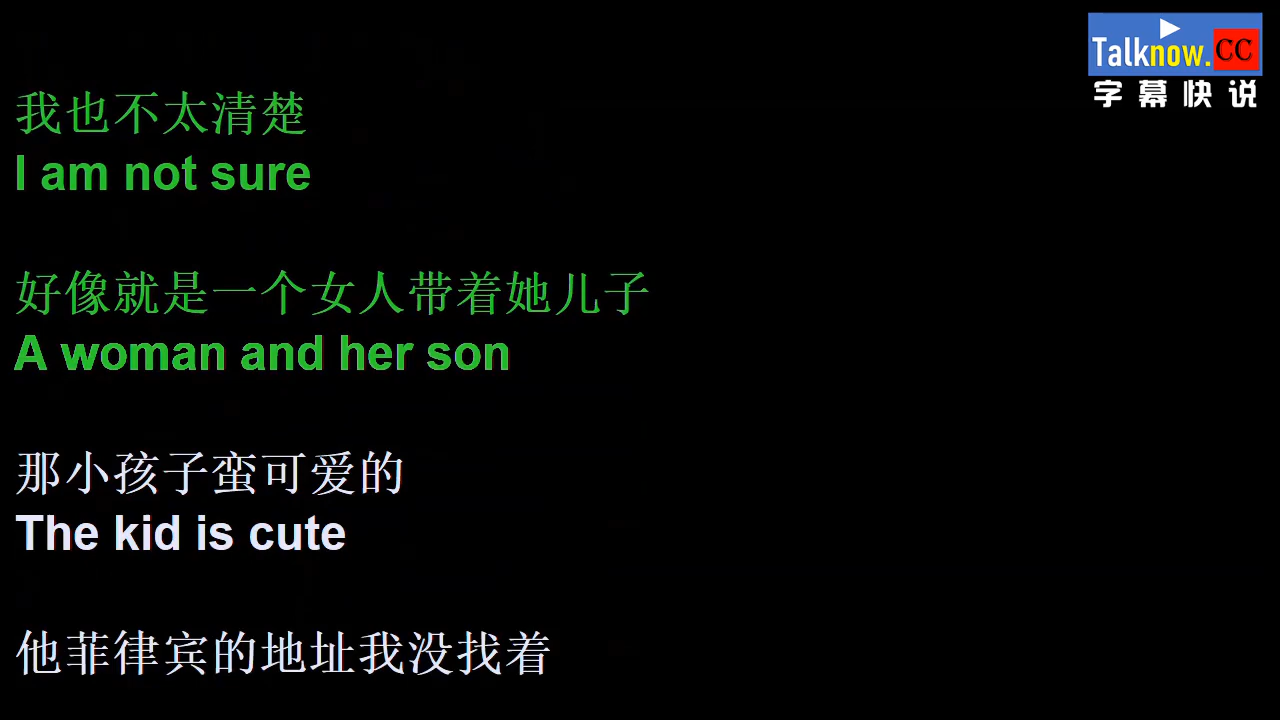 Talknow.CC
字幕快说
我也不太清楚
I am not sure
好像就是一个女人带着她儿子
A woman and her son
那小孩子蛮可爱的
The kid is cute
他菲律宾的地址我没找着